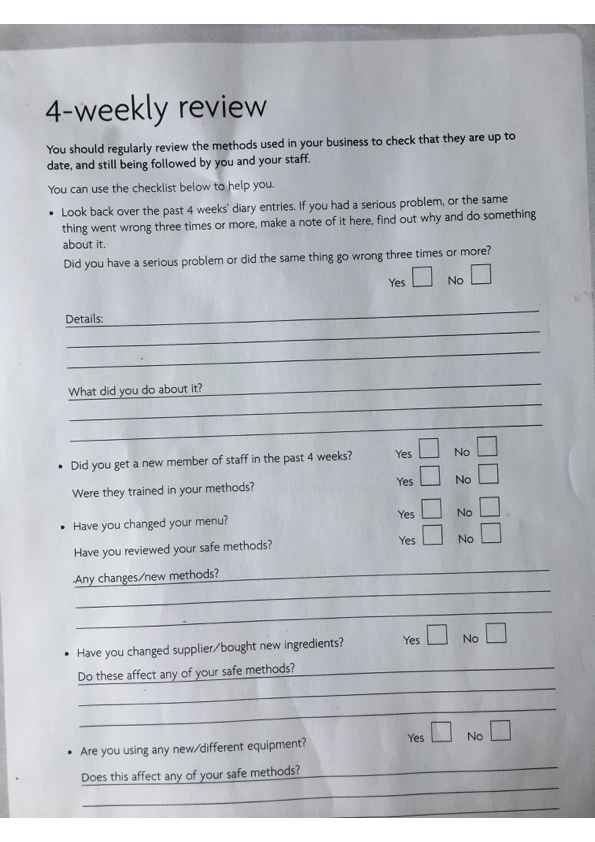 4-weekly review
You should regularly review the methods used in your business to check that they are up to
date, and still being followed by you and your staff.
You can use the checklist below to help you.
• Look back over the past 4 weeks' diary entries. If you had a serious problem, or the same
thing went wrong three times or more, make a note of it here, find out why and do something
about it.
Did you have a serious problem or did the same thing go wrong three times or more?
Yes No
Details:
What did you do about it?
• Did you get a new member of staff in the past 4 weeks? Yes No
Were they trained in your methods? Yes No
• Have you changed your menu? Yes No
Have you reviewed your safe methods? Yes No
Any changes/new methods?
• Have you changed supplier/bought new ingredients? Yes No
Do these affect any of your safe methods?
• Are you using any new/different equipment? Yes No
Does this affect any of your safe methods?